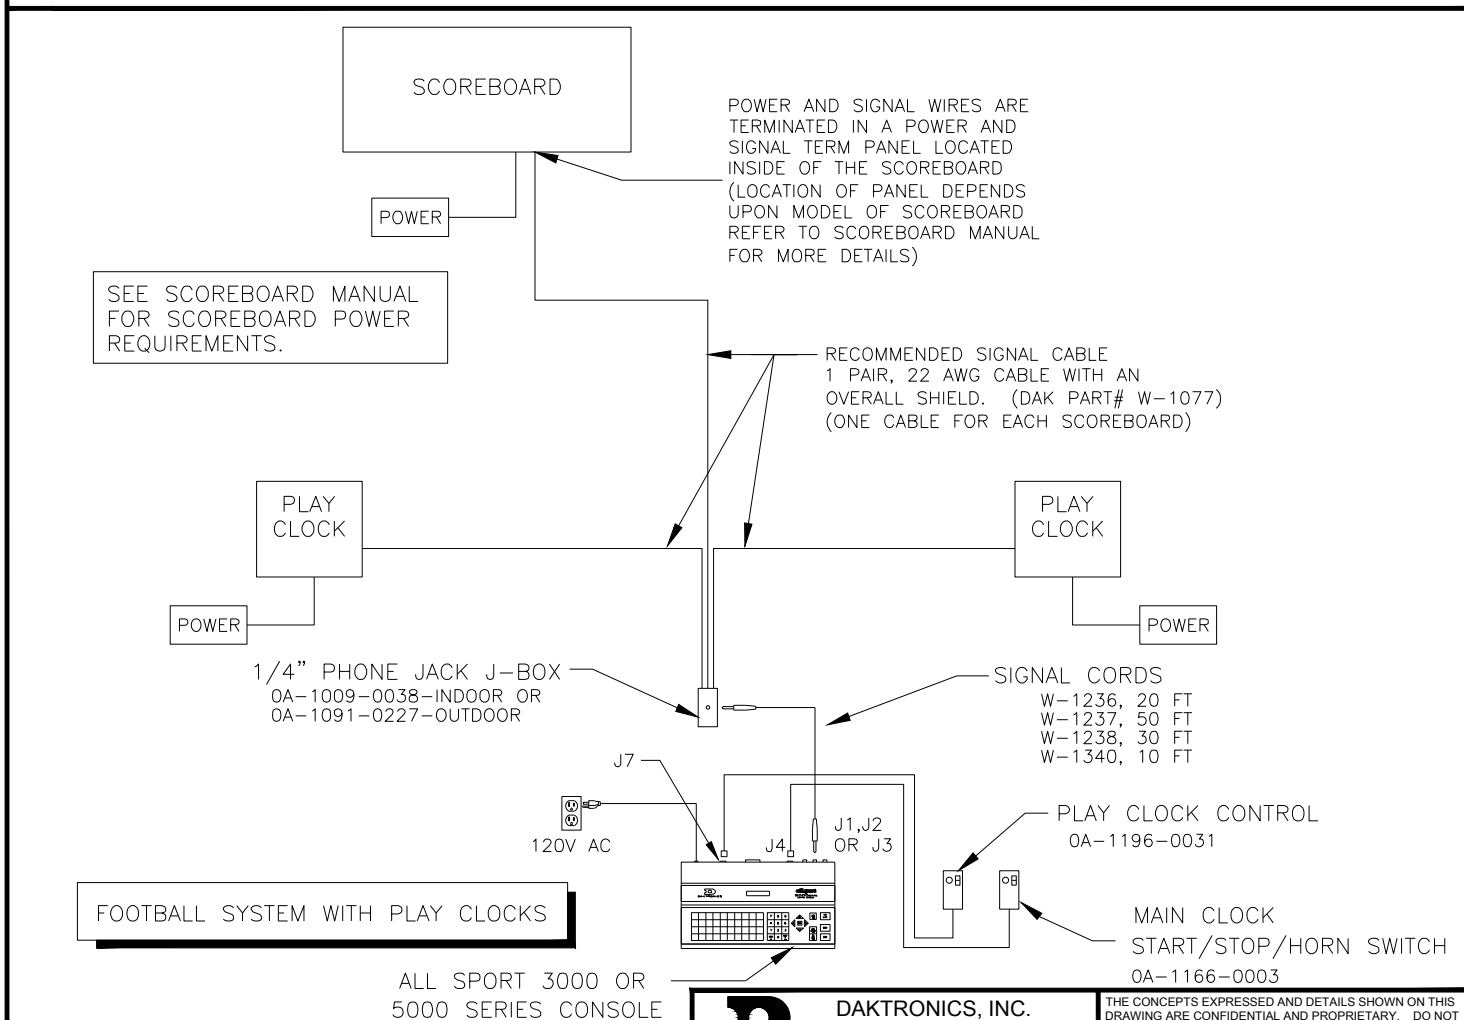 SCOREBOARD
POWER AND SIGNAL WIRES ARE
TERMINATED IN A POWER AND
SIGNAL TERM PANEL LOCATED
INSIDE OF THE SCOREBOARD
(LOCATION OF PANEL DEPENDS
UPON MODEL OF SCOREBOARD
REFER TO SCOREBOARD MANUAL
FOR MORE DETAILS)
POWER
SEE SCOREBOARD MANUAL
FOR SCOREBOARD POWER
REQUIREMENTS.
RECOMMENDED SIGNAL CABLE
1 PAIR, 22 AWG CABLE WITH AN
OVERALL SHIELD. (DAK PART# W-1077)
(ONE CABLE FOR EACH SCOREBOARD)
PLAY
CLOCK
PLAY
CLOCK
POWER
POWER
1/4" PHONE JACK J-BOX
0A-1009-0038-INDOOR OR
0A-1091-0227-OUTDOOR
SIGNAL CORDS
W-1236, 20 FT
W-1237, 50 FT
W-1238, 30 FT
W-1340, 10 FT
J7
120V AC
J4
J1,J2
OR J3
PLAY CLOCK CONTROL
0A-1196-0031
FOOTBALL SYSTEM WITH PLAY CLOCKS
MAIN CLOCK
START/STOP/HORN SWITCH
0A-1166-0003
ALL SPORT 3000 OR
5000 SERIES CONSOLE
DAKTRONICS, INC.
THE CONCEPTS EXPRESSED AND DETAILS SHOWN ON THIS
DRAWING ARE CONFIDENTIAL AND PROPRIETARY. DO NOT